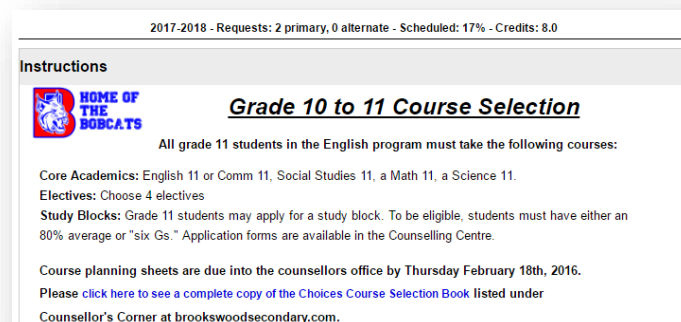 2017-2018 - Requests: 2 primary, 0 alternate - Scheduled: 17% - Credits: 8.0
Instructions
HOME OF
THE
BOBCATS
Grade 10 to 11 Course Selection
All grade 11 students in the English program must take the following courses:
Core Academics: English 11 or Comm 11, Social Studies 11, a Math 11, a Science 11.
Electives: Choose 4 electives
Study Blocks: Grade 11 students may apply for a study block. To be eligible, students must have either an
80% average or "six Gs." Application forms are available in the Counselling Centre.
Course planning sheets are due into the counsellors office by Thursday February 18th, 2016.
Please click here to see a complete copy of the Choices Course Selection Book listed under
Counsellor's Corner at brookswoodsecondary.com.